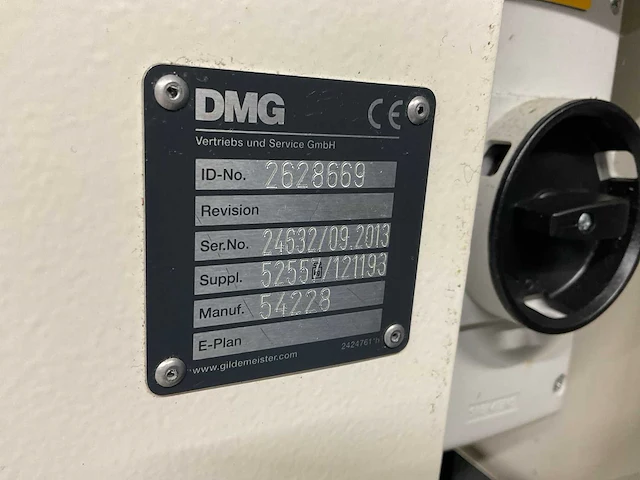 DMG CE
Vertriebs und Service GmbH
ID-No. 2628669
Revision
Ser.No. 24632/09.2013
Suppl. /121193
Manuf. 54228
E-Plan
www.gildemeister.com